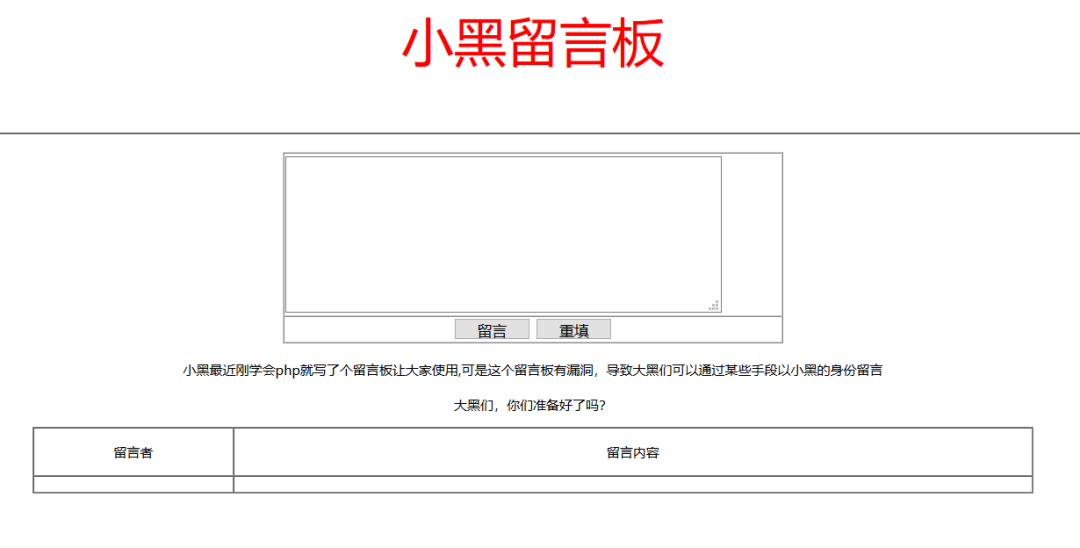 小黑留言板
留言 重填
小黑最近刚学会php就写了个留言板让大家使用,可是这个留言板有漏洞，导致大黑们可以通过某些手段以小黑的身份留言
大黑们，你们准备好了吗?
留言者 留言内容